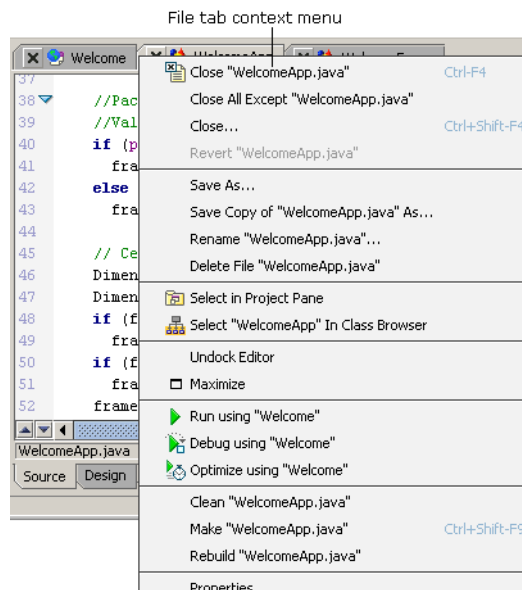 File tab context menu
Welcome
37
38 //Pac
39 //Val
40 if (p
41 fra
42 else
43 fra
44
45 // Ce
46 Dimen
47 Dimen
48 if (f
49 fra
50 if (f
51 fra
52 frame
WelcomeApp.java
Source Design
Close "WelcomeApp.java" Ctrl-F4
Close All Except "WelcomeApp.java"
Close... Ctrl+Shift-F4
Revert "WelcomeApp.java"
Save As...
Save Copy of "WelcomeApp.java" As...
Rename "WelcomeApp.java"...
Delete File "WelcomeApp.java"
Select in Project Pane
Select "WelcomeApp" In Class Browser
Undock Editor
Maximize
Run using "Welcome"
Debug using "Welcome"
Optimize using "Welcome"
Clean "WelcomeApp.java"
Make "WelcomeApp.java" Ctrl+Shift-F9
Rebuild "WelcomeApp.java"
Properties